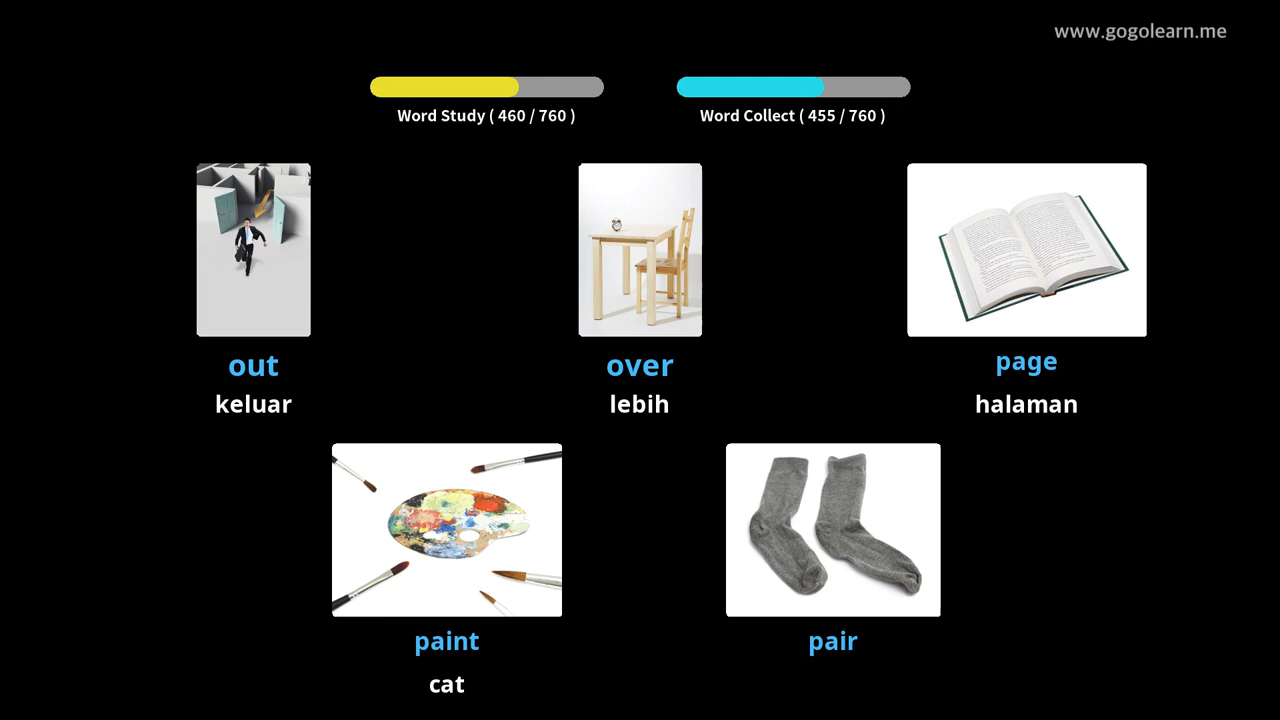 www.gogolearn.me
Word Study ( 460 / 760 )
Word Collect ( 455 / 760 )
out
keluar
over
lebih
page
halaman
paint
cat
pair